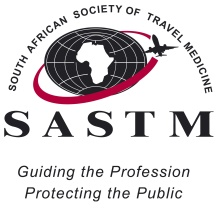 SOUTH AFRICAN SOCIETY OF TRAVEL MEDICINE
SASTM
Guiding the Profession
Protecting the Public